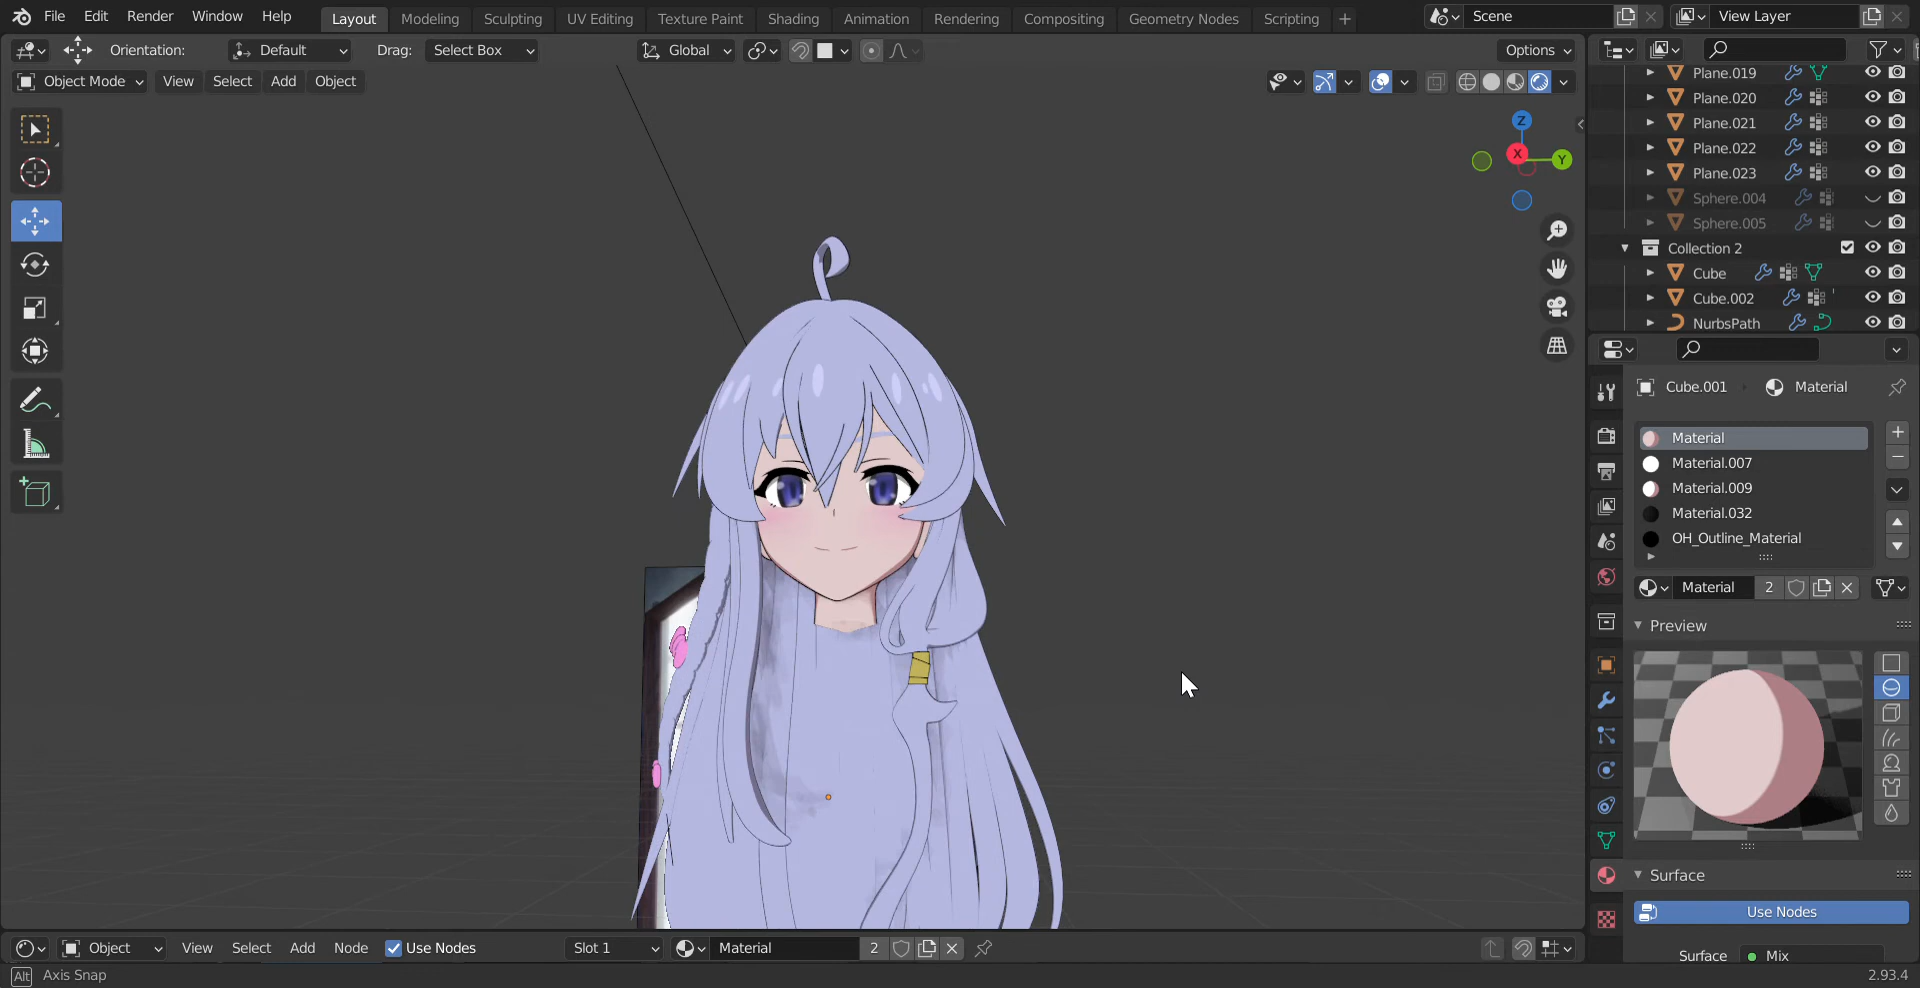 File Edit Render Window Help Layout Modeling Sculpting UV Editing Texture Paint Shading Animation Rendering Compositing Geometry Nodes Scripting + Scene View Layer
Orientation: Default Drag: Select Box Global Options
Object Mode View Select Add Object
Z
X
Y
Plane.019
Plane.020
Plane.021
Plane.022
Plane.023
Sphere.004
Sphere.005
Collection 2
Cube
Cube.002
NurbsPath
Cube.001 Material
Material
Material.007
Material.009
Material.032
OH_Outline_Material
Material 2
Preview
Surface
Use Nodes
Surface Mix
Object View Select Add Node Use Nodes Slot 1 Material 2
Alt Axis Snap 2.93.4